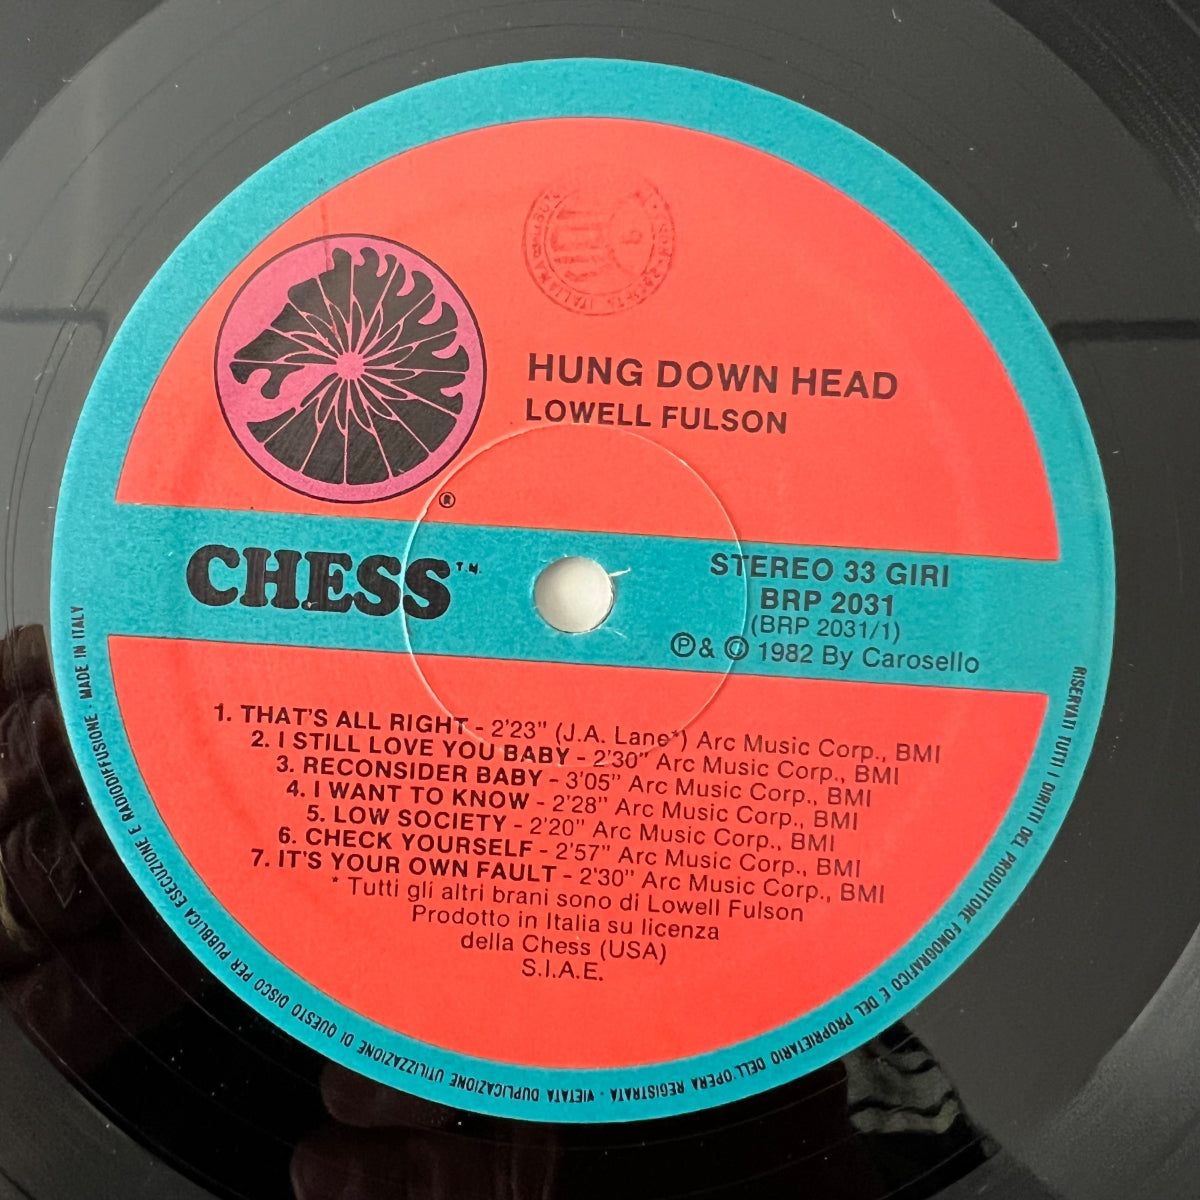 HUNG DOWN HEAD
LOWELL FULSON
®
CHESS™
STEREO 33 GIRI
BRP 2031
(BRP 2031/1)
Ⓟ & © 1982 By Carosello
1. THAT'S ALL RIGHT - 2'23" (J.A. Lane*) Arc Music Corp., BMI
2. I STILL LOVE YOU BABY - 2'30" Arc Music Corp., BMI
3. RECONSIDER BABY - 3'05" Arc Music Corp., BMI
4. I WANT TO KNOW - 2'28" Arc Music Corp., BMI
5. LOW SOCIETY - 2'20" Arc Music Corp., BMI
6. CHECK YOURSELF - 2'57" Arc Music Corp., BMI
7. IT'S YOUR OWN FAULT - 2'30" Arc Music Corp., BMI
* Tutti gli altri brani sono di Lowell Fulson
Prodotto in Italia su licenza
della Chess (USA)
S.I.A.E.
RISERVATI TUTTI I DIRITTI DEL PRODUTTORE FONOGRAFICO E DEL PROPRIETARIO DELL'OPERA REGISTRATA - VIETATA DUPLICAZIONE UTILIZZAZIONE DI QUESTO DISCO PER PUBBLICA ESECUZIONE E RADIODIFFUSIONE - MADE IN ITALY